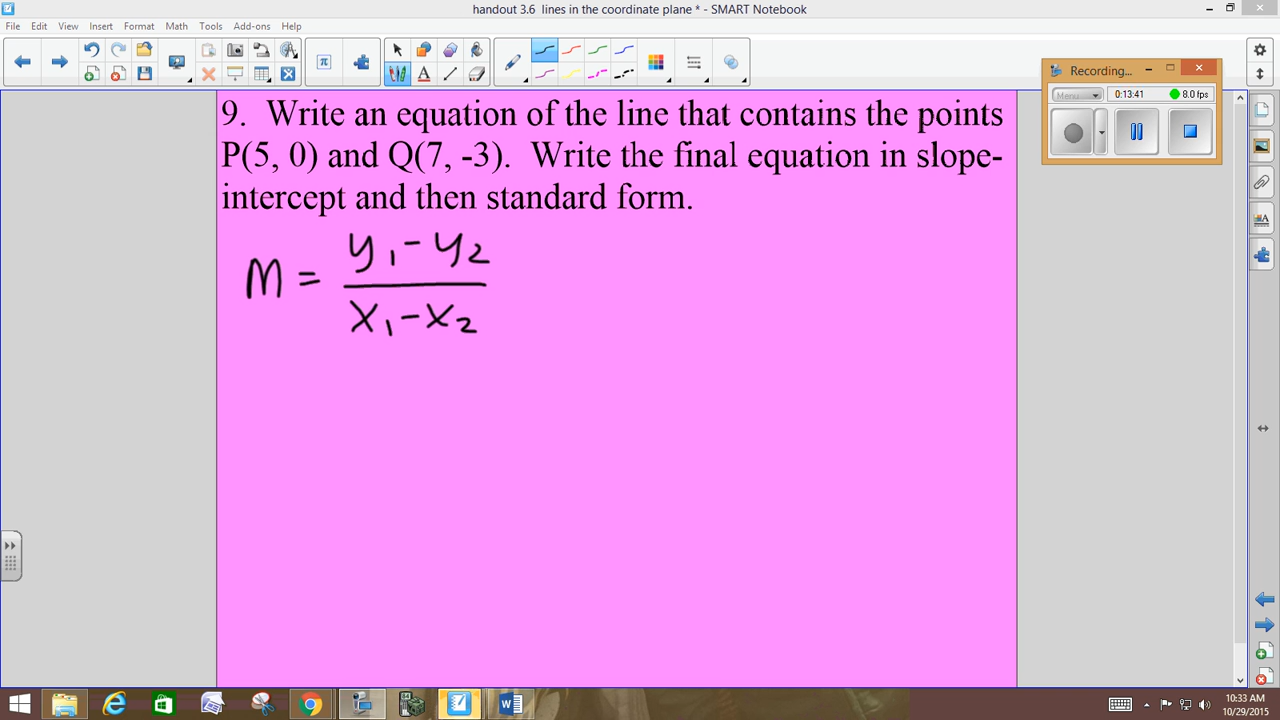 handout 3.6 lines in the coordinate plane * - SMART Notebook
File Edit View Insert Format Math Tools Add-ons Help
Recording...
Menu 0:13:41 8.0 fps
9. Write an equation of the line that contains the points
P(5, 0) and Q(7, -3). Write the final equation in slope-
intercept and then standard form.
M = y₁ - y₂
x₁ - x₂
10:33 AM
10/29/2015